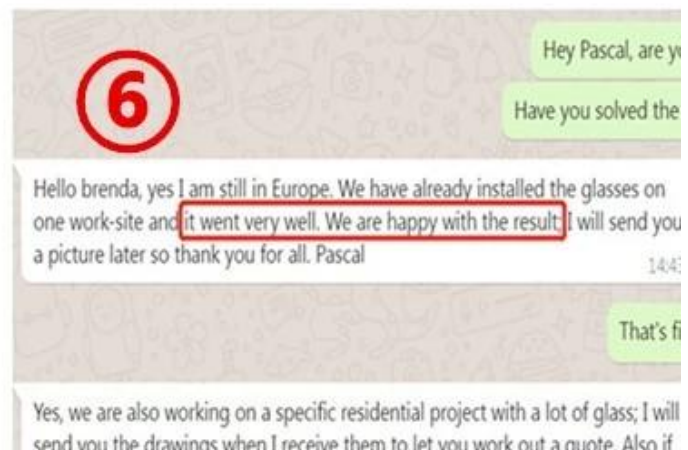 Hey Pascal, are
6
Have you solved the
Hello brenda, yes I am still in Europe. We have already installed the glasses on
one work-site and it went very well. We are happy with the result; I will send you
a picture later so thank you for all. Pascal
14:43
That's
Yes, we are also working on a specific residential project with a lot of glass; I will
send you the drawings when I receive them to let you work out a quote. Also if